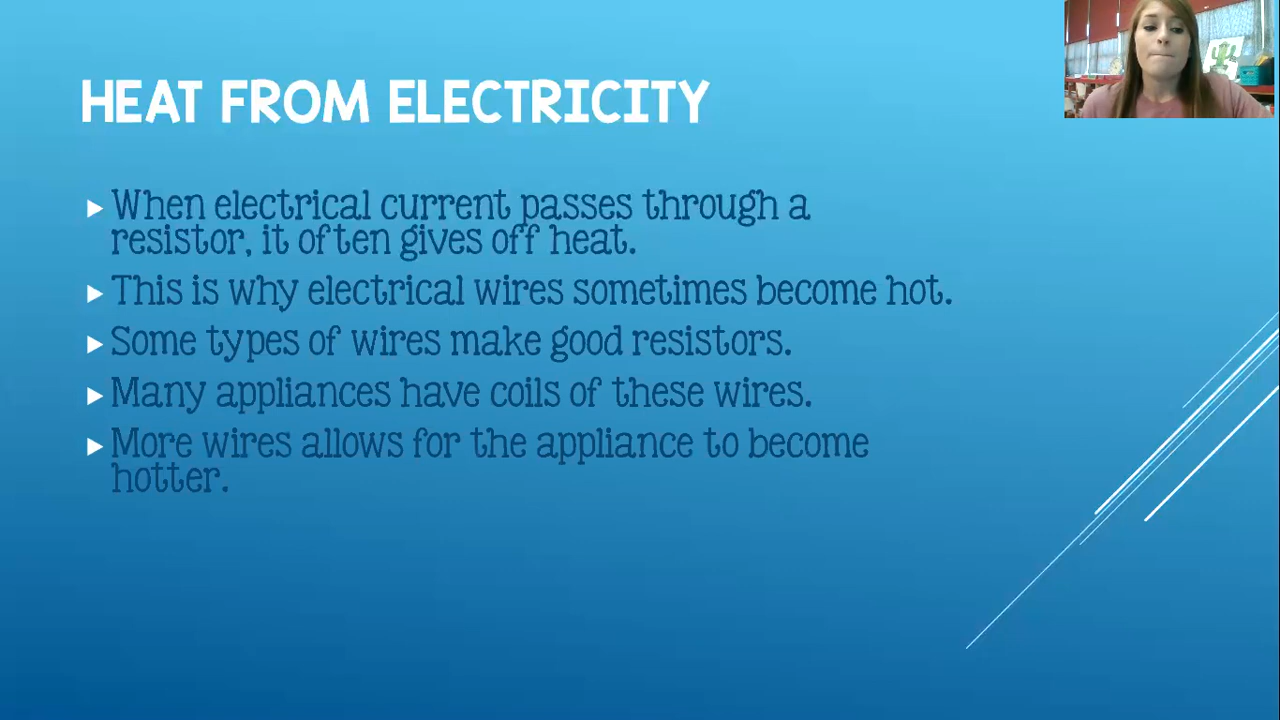 HEAT FROM ELECTRICITY
When electrical current passes through a
resistor, it often gives off heat.
This is why electrical wires sometimes become hot.
Some types of wires make good resistors.
Many appliances have coils of these wires.
More wires allows for the appliance to become
hotter.